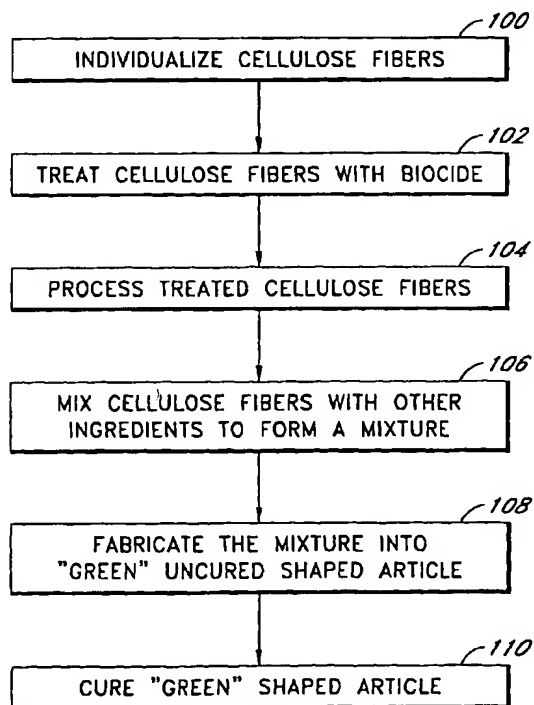 100
INDIVIDUALIZE CELLULOSE FIBERS
102
TREAT CELLULOSE FIBERS WITH BIOCIDE
104
PROCESS TREATED CELLULOSE FIBERS
106
MIX CELLULOSE FIBERS WITH OTHER
INGREDIENTS TO FORM A MIXTURE
108
FABRICATE THE MIXTURE INTO
"GREEN" UNCURED SHAPED ARTICLE
110
CURE "GREEN" SHAPED ARTICLE